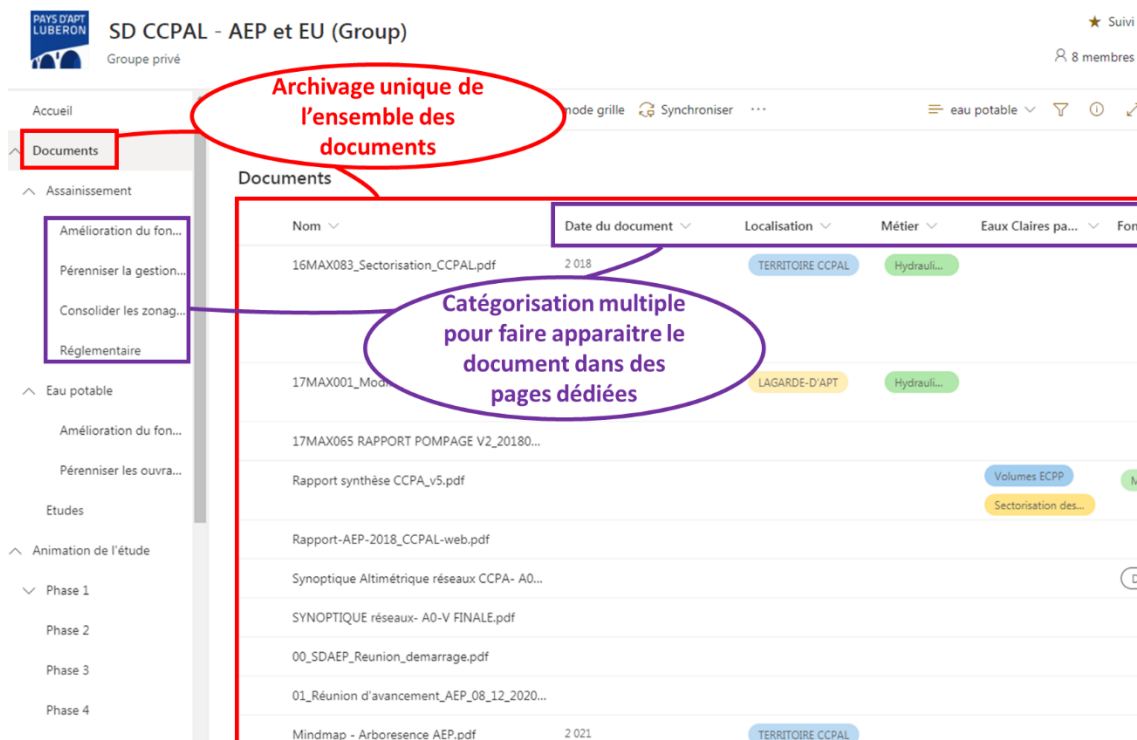 PAYS D'APT
LUBERON
SD CCPAL - AEP et EU (Group)
Groupe privé
★ Suivi
8 membres
Archivage unique de
l'ensemble des
documents
mode grille Synchroniser ···
eau potable
Accueil
Documents
Assainissement
Amélioration du fon...
Pérenniser la gestion...
Consolider les zonag...
Réglementaire
Eau potable
Amélioration du fon...
Pérenniser les ouvra...
Etudes
Animation de l'étude
Phase 1
Phase 2
Phase 3
Phase 4
Documents
Nom Date du document Localisation Métier Eaux Claires pa... Fon
16MAX083_Sectorisation_CCPAL.pdf 2 018 TERRITOIRE CCPAL Hydrauli...
Catégorisation multiple
pour faire apparaitre le
document dans des
pages dédiées
17MAX001_Mod LAGARDE-D'APT Hydrauli...
17MAX065 RAPPORT POMPAGE V2_20180...
Rapport synthèse CCPA_v5.pdf Volumes ECPP M
Sectorisation des...
Rapport-AEP-2018_CCPAL-web.pdf
Synoptique Altimétrique réseaux CCPA- A0... D
SYNOPTIQUE réseaux- A0-V FINALE.pdf
00_SDAEP_Reunion_demarrage.pdf
01_Réunion d'avancement_AEP_08_12_2020...
Mindmap - Arboresence AEP.pdf 2 021 TERRITOIRE CCPAL